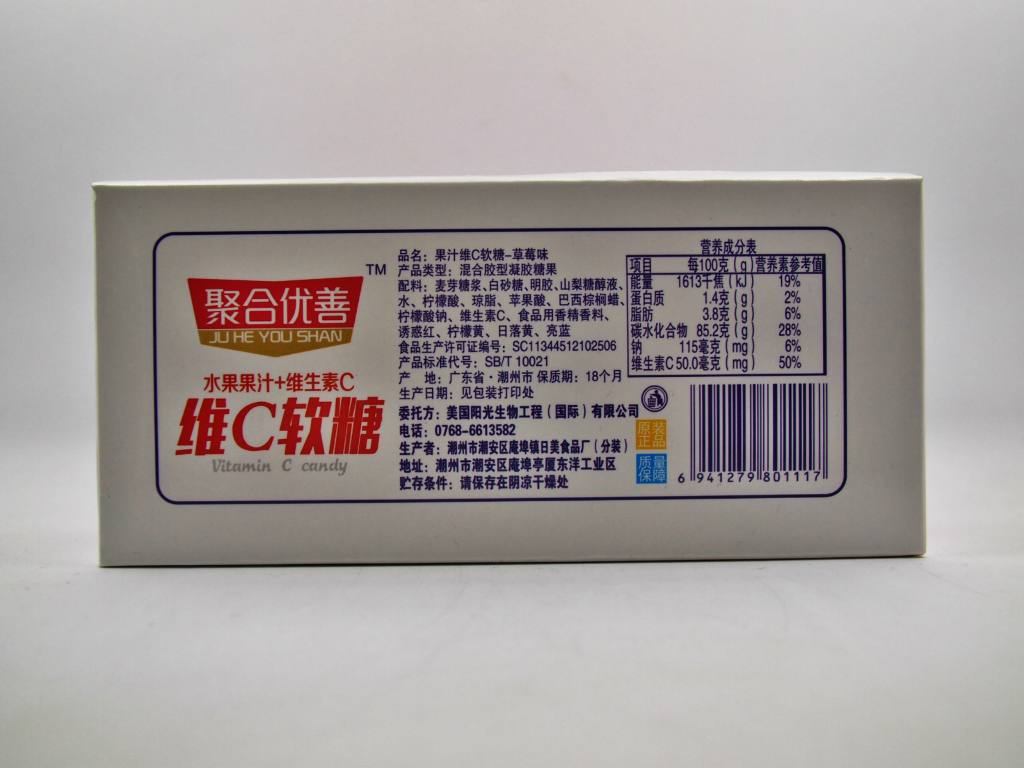 聚合优善
TM
JU HE YOU SHAN
水果果汁+维生素C
维C软糖
Vitamin C candy
品名：果汁维C软糖-草莓味
产品类型：混合胶型凝胶糖果
配料：麦芽糖浆、白砂糖、明胶、山梨糖醇液、
水、柠檬酸、琼脂、苹果酸、巴西棕榈蜡、
柠檬酸钠、维生素C、食品用香精香料、
诱惑红、柠檬黄、日落黄、亮蓝
食品生产许可证编号：SC11344512102506
产品标准代号：SB/T 10021
产 地：广东省·潮州市 保质期：18个月
生产日期：见包装打印处
委托方：美国阳光生物工程（国际）有限公司
电话：0768-6613582
生产者：潮州市潮安区庵埠镇日美食品厂（分装）
地址：潮州市潮安区庵埠亭厦东洋工业区
贮存条件：请保存在阴凉干燥处
营养成分表
项目 每100克（g） 营养素参考值
能量 1613千焦（kJ） 19%
蛋白质 1.4克（g） 2%
脂肪 3.8克（g） 6%
碳水化合物 85.2克（g） 28%
钠 115毫克（mg） 6%
维生素C 50.0毫克（mg） 50%
原装
正品
质量
保障
6 941279 801117